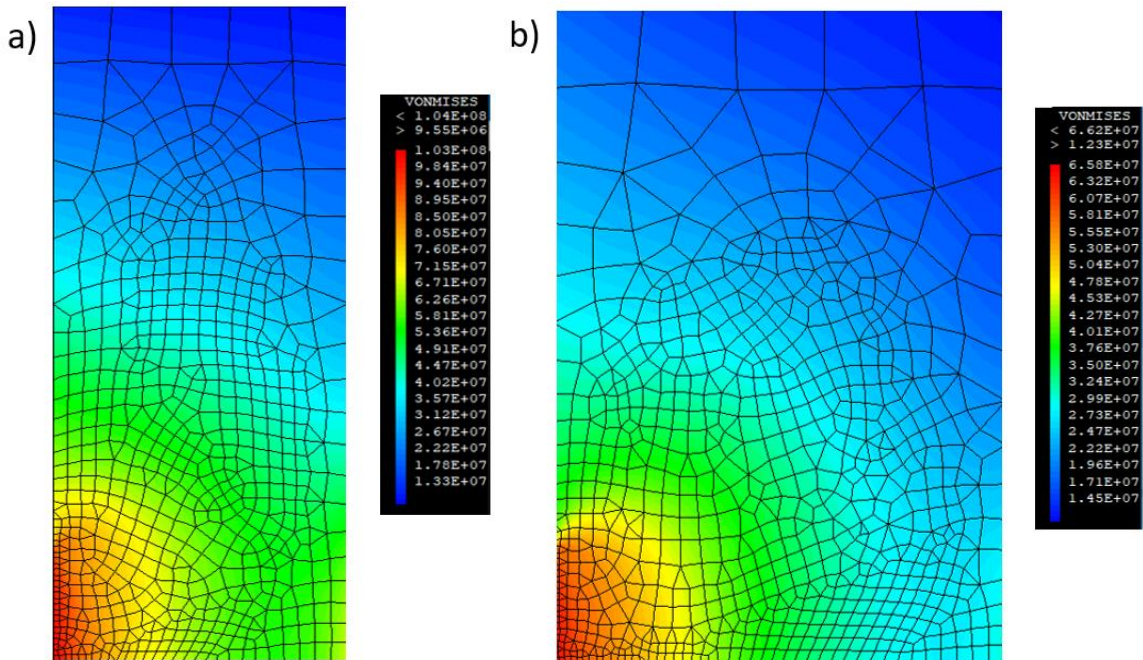 a)
VONMISES
< 1.04E+08
> 9.55E+06
1.03E+08
9.84E+07
9.40E+07
8.95E+07
8.50E+07
8.05E+07
7.60E+07
7.15E+07
6.71E+07
6.26E+07
5.81E+07
5.36E+07
4.91E+07
4.47E+07
4.02E+07
3.57E+07
3.12E+07
2.67E+07
2.22E+07
1.78E+07
1.33E+07
b)
VONMISES
< 6.62E+07
> 1.23E+07
6.58E+07
6.32E+07
6.07E+07
5.81E+07
5.55E+07
5.30E+07
5.04E+07
4.78E+07
4.53E+07
4.27E+07
4.01E+07
3.76E+07
3.50E+07
3.24E+07
2.99E+07
2.73E+07
2.47E+07
2.22E+07
1.96E+07
1.71E+07
1.45E+07